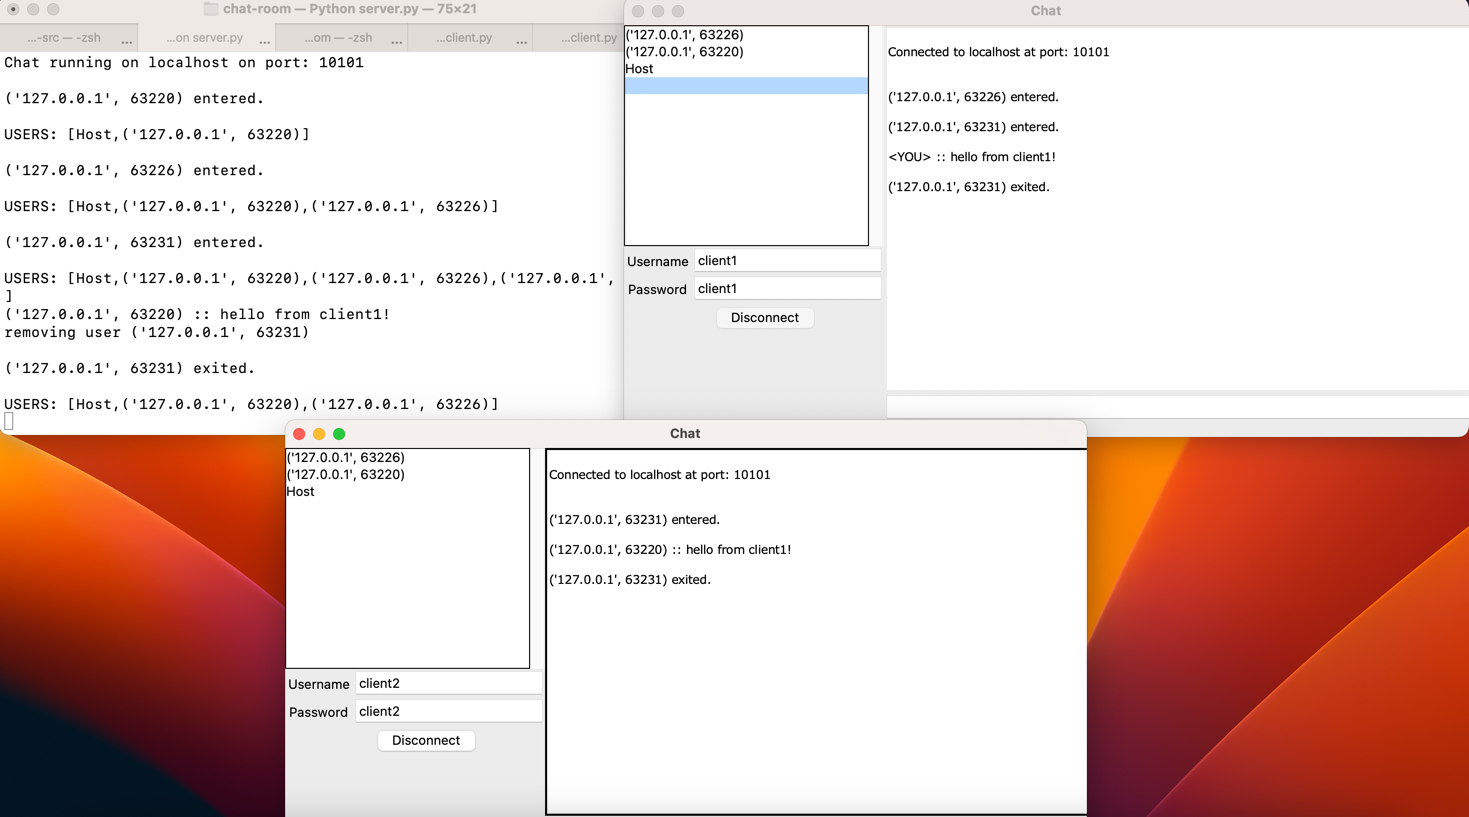 chat-room — Python server.py — 75×21
...-src — -zsh ...
...on server.py ...
...om — -zsh ...
...client.py ...
...client.py
Chat running on localhost on port: 10101
('127.0.0.1', 63220) entered.
USERS: [Host,('127.0.0.1', 63220)]
('127.0.0.1', 63226) entered.
USERS: [Host,('127.0.0.1', 63220),('127.0.0.1', 63226)]
('127.0.0.1', 63231) entered.
USERS: [Host,('127.0.0.1', 63220),('127.0.0.1', 63226),('127.0.0.1',
]
('127.0.0.1', 63220) :: hello from client1!
removing user ('127.0.0.1', 63231)
('127.0.0.1', 63231) exited.
USERS: [Host,('127.0.0.1', 63220),('127.0.0.1', 63226)]
Chat
('127.0.0.1', 63226)
('127.0.0.1', 63220)
Host
Username client1
Password client1
Disconnect
Connected to localhost at port: 10101
('127.0.0.1', 63226) entered.
('127.0.0.1', 63231) entered.
<YOU> :: hello from client1!
('127.0.0.1', 63231) exited.
Chat
('127.0.0.1', 63226)
('127.0.0.1', 63220)
Host
Username client2
Password client2
Disconnect
Connected to localhost at port: 10101
('127.0.0.1', 63231) entered.
('127.0.0.1', 63220) :: hello from client1!
('127.0.0.1', 63231) exited.